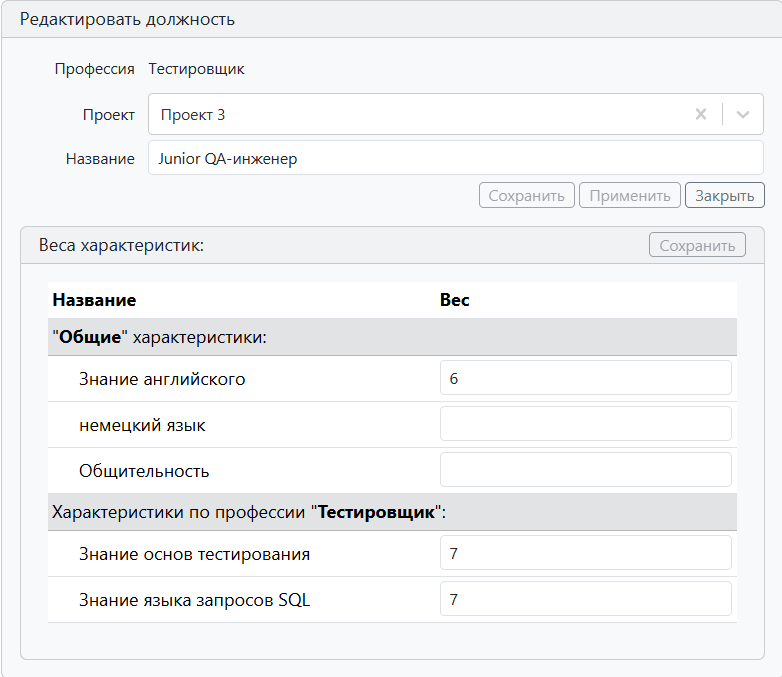 Редактировать должность
Профессия Тестировщик
Проект Проект 3
Название Junior QA-инженер
Сохранить Применить Закрыть
Веса характеристик: Сохранить
Название Вес
"Общие" характеристики:
Знание английского 6
немецкий язык
Общительность
Характеристики по профессии "Тестировщик":
Знание основ тестирования 7
Знание языка запросов SQL 7